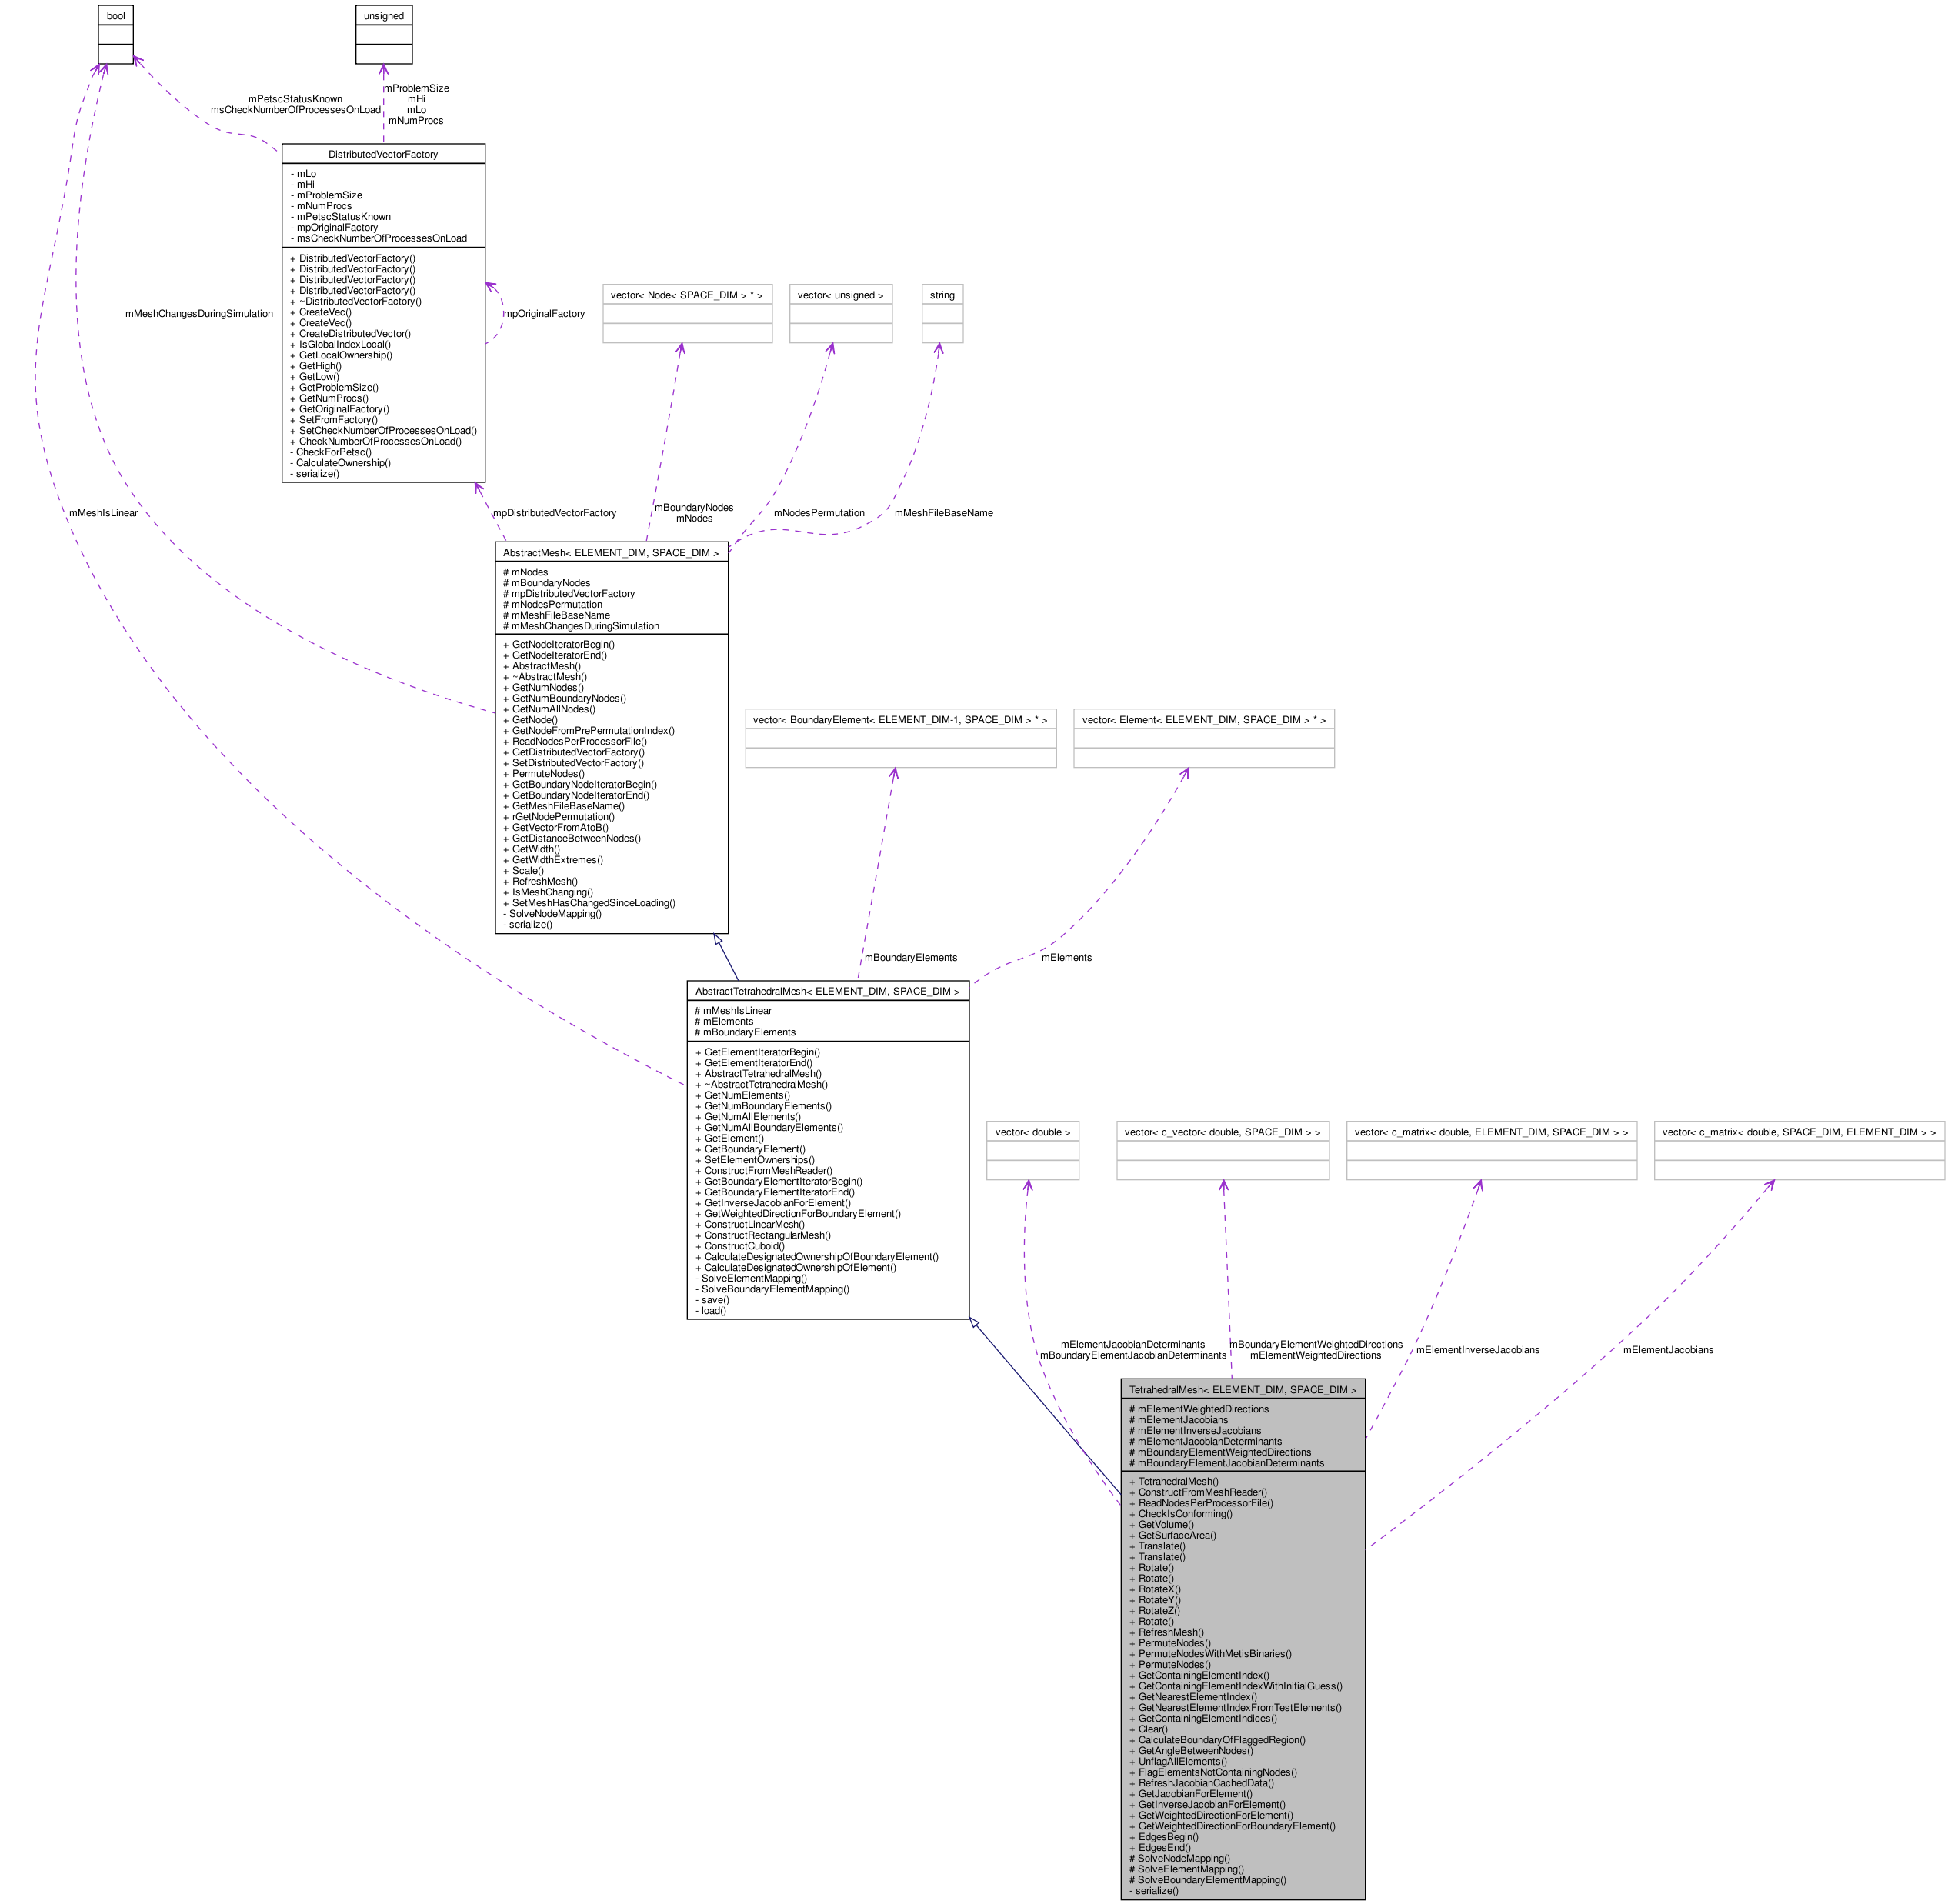 bool
unsigned
mPetscStatusKnown
msCheckNumberOfProcessesOnLoad
mProblemSize
mHi
mLo
mNumProcs
DistributedVectorFactory
- mLo
- mHi
- mProblemSize
- mNumProcs
- mPetscStatusKnown
- mpOriginalFactory
- msCheckNumberOfProcessesOnLoad
+ DistributedVectorFactory()
+ DistributedVectorFactory()
+ DistributedVectorFactory()
+ DistributedVectorFactory()
+ ~DistributedVectorFactory()
+ CreateVec()
+ CreateVec()
+ CreateDistributedVector()
+ IsGlobalIndexLocal()
+ GetLocalOwnership()
+ GetHigh()
+ GetLow()
+ GetProblemSize()
+ GetNumProcs()
+ GetOriginalFactory()
+ SetFromFactory()
+ SetCheckNumberOfProcessesOnLoad()
+ CheckNumberOfProcessesOnLoad()
- CheckForPetsc()
- CalculateOwnership()
- serialize()
mpOriginalFactory
vector< Node< SPACE_DIM > * >
vector< unsigned >
string
mMeshChangesDuringSimulation
mMeshIsLinear
mpDistributedVectorFactory
mBoundaryNodes
mNodes
mNodesPermutation
mMeshFileBaseName
AbstractMesh< ELEMENT_DIM, SPACE_DIM >
# mNodes
# mBoundaryNodes
# mpDistributedVectorFactory
# mNodesPermutation
# mMeshFileBaseName
# mMeshChangesDuringSimulation
+ GetNodeIteratorBegin()
+ GetNodeIteratorEnd()
+ AbstractMesh()
+ ~AbstractMesh()
+ GetNumNodes()
+ GetNumBoundaryNodes()
+ GetNumAllNodes()
+ GetNode()
+ GetNodeFromPrePermutationIndex()
+ ReadNodesPerProcessorFile()
+ GetDistributedVectorFactory()
+ SetDistributedVectorFactory()
+ PermuteNodes()
+ GetBoundaryNodeIteratorBegin()
+ GetBoundaryNodeIteratorEnd()
+ GetMeshFileBaseName()
+ rGetNodePermutation()
+ GetVectorFromAtoB()
+ GetDistanceBetweenNodes()
+ GetWidth()
+ GetWidthExtremes()
+ Scale()
+ RefreshMesh()
+ IsMeshChanging()
+ SetMeshHasChangedSinceLoading()
- SolveNodeMapping()
- serialize()
vector< BoundaryElement< ELEMENT_DIM-1, SPACE_DIM > * >
vector< Element< ELEMENT_DIM, SPACE_DIM > * >
mBoundaryElements
mElements
AbstractTetrahedralMesh< ELEMENT_DIM, SPACE_DIM >
# mMeshIsLinear
# mElements
# mBoundaryElements
+ GetElementIteratorBegin()
+ GetElementIteratorEnd()
+ AbstractTetrahedralMesh()
+ ~AbstractTetrahedralMesh()
+ GetNumElements()
+ GetNumBoundaryElements()
+ GetNumAllElements()
+ GetNumAllBoundaryElements()
+ GetElement()
+ GetBoundaryElement()
+ SetElementOwnerships()
+ ConstructFromMeshReader()
+ GetBoundaryElementIteratorBegin()
+ GetBoundaryElementIteratorEnd()
+ GetInverseJacobianForElement()
+ GetWeightedDirectionForBoundaryElement()
+ ConstructLinearMesh()
+ ConstructRectangularMesh()
+ ConstructCuboid()
+ CalculateDesignatedOwnershipOfBoundaryElement()
+ CalculateDesignatedOwnershipOfElement()
- SolveElementMapping()
- SolveBoundaryElementMapping()
- save()
- load()
vector< double >
vector< c_vector< double, SPACE_DIM > >
vector< c_matrix< double, ELEMENT_DIM, SPACE_DIM > >
vector< c_matrix< double, SPACE_DIM, ELEMENT_DIM > >
mElementJacobianDeterminants
mBoundaryElementJacobianDeterminants
mBoundaryElementWeightedDirections
mElementWeightedDirections
mElementInverseJacobians
mElementJacobians
TetrahedralMesh< ELEMENT_DIM, SPACE_DIM >
# mElementWeightedDirections
# mElementJacobians
# mElementInverseJacobians
# mElementJacobianDeterminants
# mBoundaryElementWeightedDirections
# mBoundaryElementJacobianDeterminants
+ TetrahedralMesh()
+ ConstructFromMeshReader()
+ ReadNodesPerProcessorFile()
+ CheckIsConforming()
+ GetVolume()
+ GetSurfaceArea()
+ Translate()
+ Translate()
+ Rotate()
+ Rotate()
+ RotateX()
+ RotateY()
+ RotateZ()
+ Rotate()
+ RefreshMesh()
+ PermuteNodes()
+ PermuteNodesWithMetisBinaries()
+ PermuteNodes()
+ GetContainingElementIndex()
+ GetContainingElementIndexWithInitialGuess()
+ GetNearestElementIndex()
+ GetNearestElementIndexFromTestElements()
+ GetContainingElementIndices()
+ Clear()
+ CalculateBoundaryOfFlaggedRegion()
+ GetAngleBetweenNodes()
+ UnflagAllElements()
+ FlagElementsNotContainingNodes()
+ RefreshJacobianCachedData()
+ GetJacobianForElement()
+ GetInverseJacobianForElement()
+ GetWeightedDirectionForElement()
+ GetWeightedDirectionForBoundaryElement()
+ EdgesBegin()
+ EdgesEnd()
# SolveNodeMapping()
# SolveElementMapping()
# SolveBoundaryElementMapping()
- serialize()